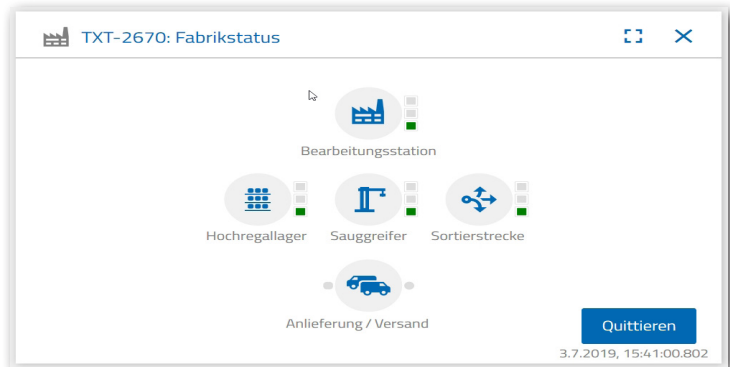 TXT-2670: Fabrikstatus
Bearbeitungsstation
Hochregallager Sauggreifer Sortierstrecke
Anlieferung / Versand
Quittieren
3.7.2019, 15:41:00.802